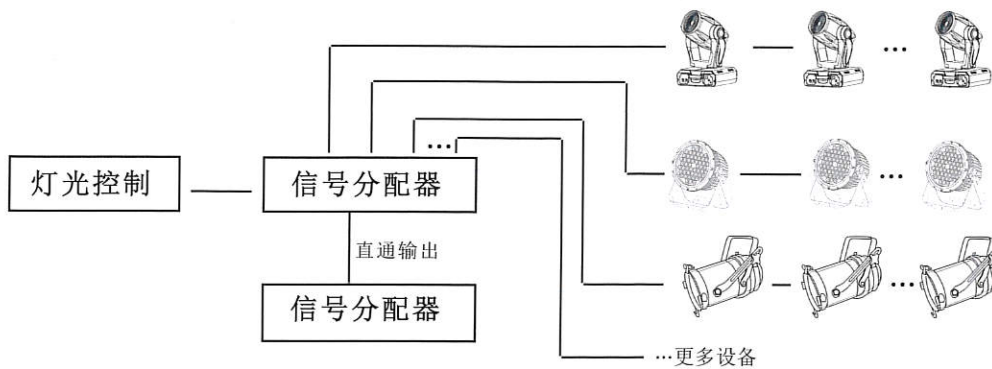 灯光控制
信号分配器
直通输出
信号分配器
…更多设备